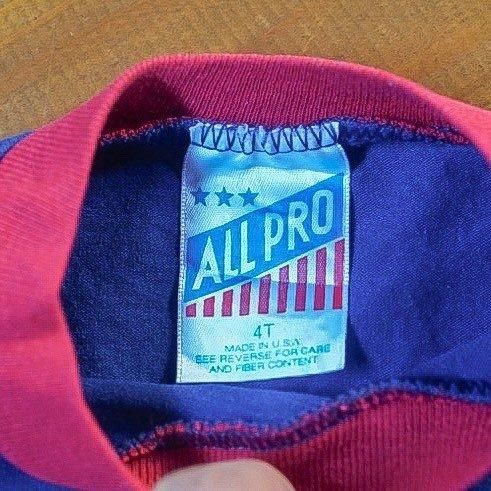 ALL PRO
4T
MADE IN U.S.A.
SEE REVERSE FOR CARE
AND FIBER CONTENT